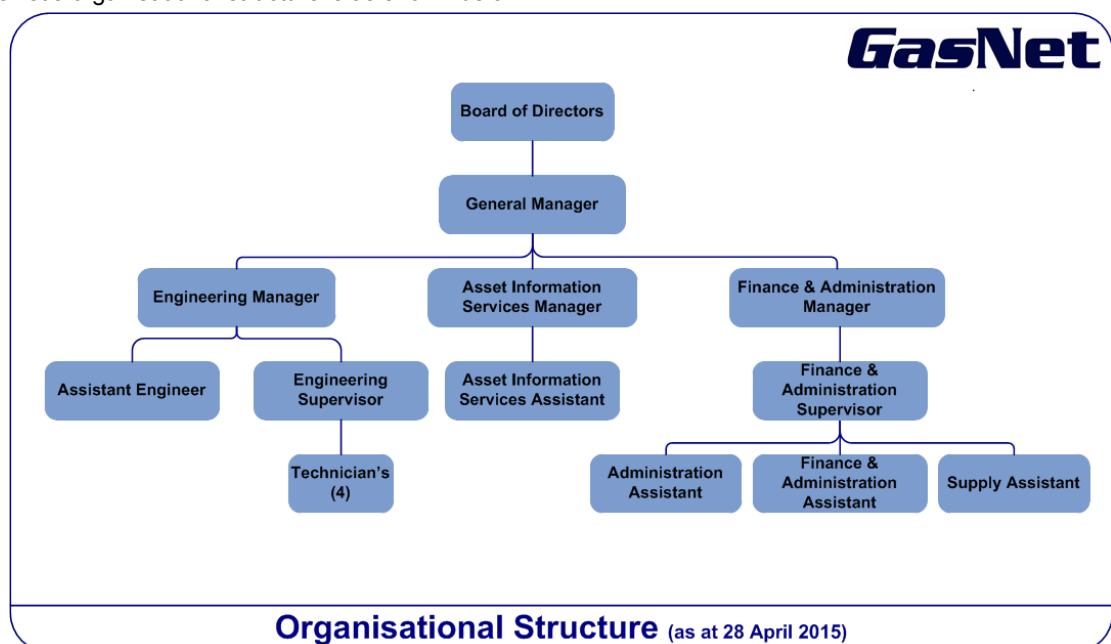 GasNet
Board of Directors
General Manager
Engineering Manager
Asset Information
Services Manager
Finance & Administration
Manager
Assistant Engineer
Engineering
Supervisor
Asset Information
Services Assistant
Finance &
Administration
Supervisor
Technician's
(4)
Administration
Assistant
Finance &
Administration
Assistant
Supply Assistant
Organisational Structure (as at 28 April 2015)